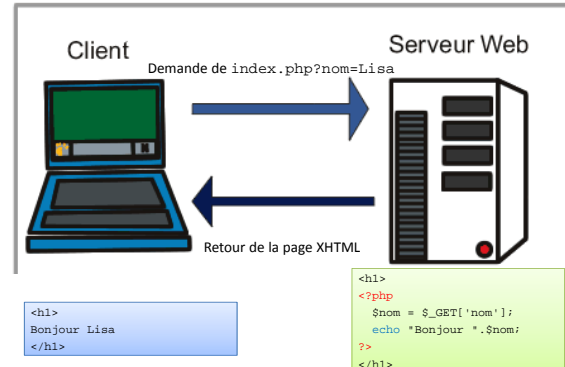 Client
Serveur Web
Demande de index.php?nom=Lisa
Retour de la page XHTML
<h1>
Bonjour Lisa
</h1>
<h1>
<?php
$nom = $_GET['nom'];
echo "Bonjour ".$nom;
?>
</h1>